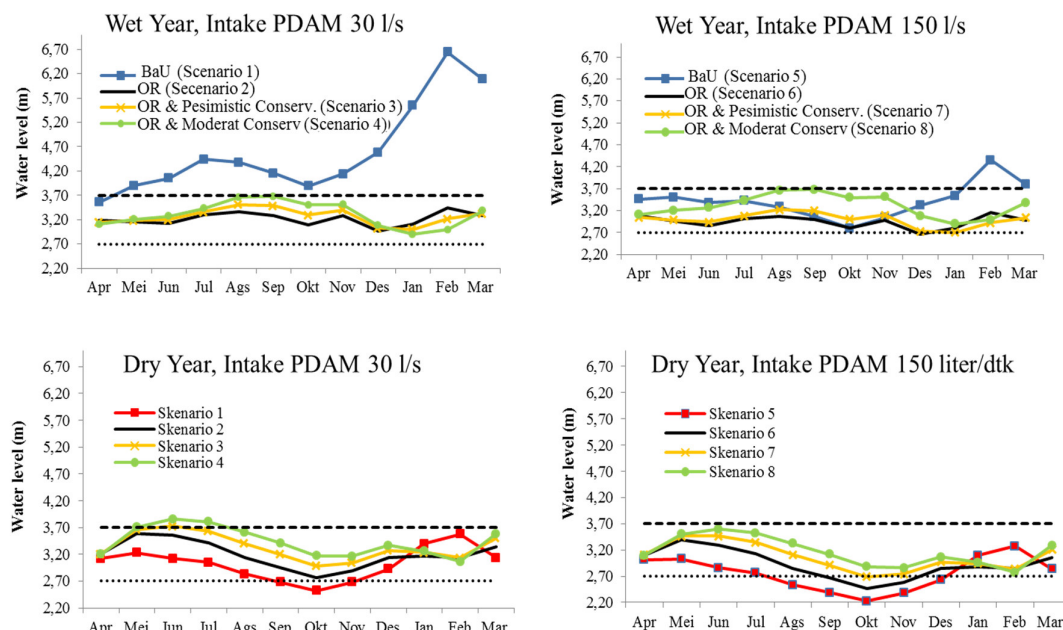 Wet Year, Intake PDAM 30 l/s
Water level (m)
6,70
6,20
5,70
5,20
4,70
4,20
3,70
3,20
2,70
2,20
BaU (Scenario 1)
OR (Secenario 2)
OR & Pesimistic Conserv. (Scenario 3)
OR & Moderat Conserv (Scenario 4))
Apr Mei Jun Jul Ags Sep Okt Nov Des Jan Feb Mar
Wet Year, Intake PDAM 150 l/s
Water level (m)
6,70
6,20
5,70
5,20
4,70
4,20
3,70
3,20
2,70
2,20
BaU (Scenario 5)
OR (Scenario 6)
OR & Pesimistic Conserv. (Scenario 7)
OR & Moderat Conserv (Scenario 8)
Apr Mei Jun Jul Ags Sep Okt Nov Des Jan Feb Mar
Dry Year, Intake PDAM 30 l/s
Water level (m)
6,70
6,20
5,70
5,20
4,70
4,20
3,70
3,20
2,70
2,20
Skenario 1
Skenario 2
Skenario 3
Skenario 4
Apr Mei Jun Jul Ags Sep Okt Nov Des Jan Feb Mar
Dry Year, Intake PDAM 150 liter/dtk
Water level (m)
6,70
6,20
5,70
5,20
4,70
4,20
3,70
3,20
2,70
2,20
Skenario 5
Skenario 6
Skenario 7
Skenario 8
Apr Mei Jun Jul Ags Sep Okt Nov Des Jan Feb Mar